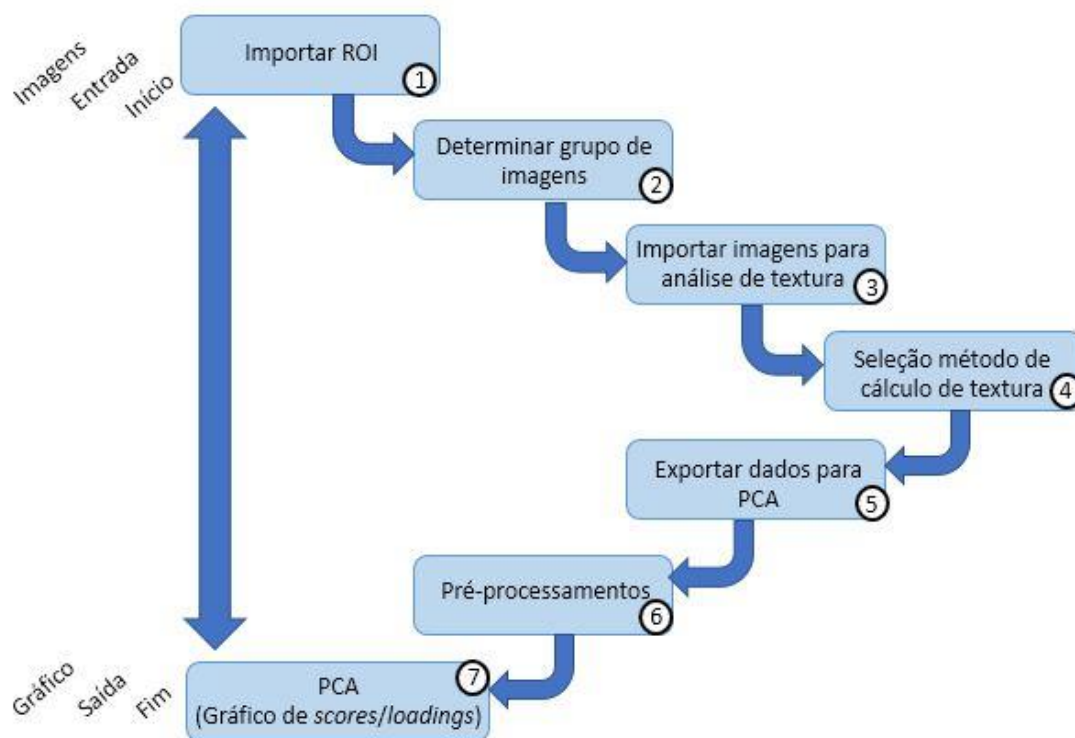 Imagens
Entrada
Início
Importar ROI
1
Determinar grupo de
imagens
2
Importar imagens para
análise de textura
3
Seleção método de
cálculo de textura
4
Exportar dados para
PCA
5
Pré-processamentos
6
Gráfico
Saída
Fim
PCA
7
(Gráfico de scores/loadings)